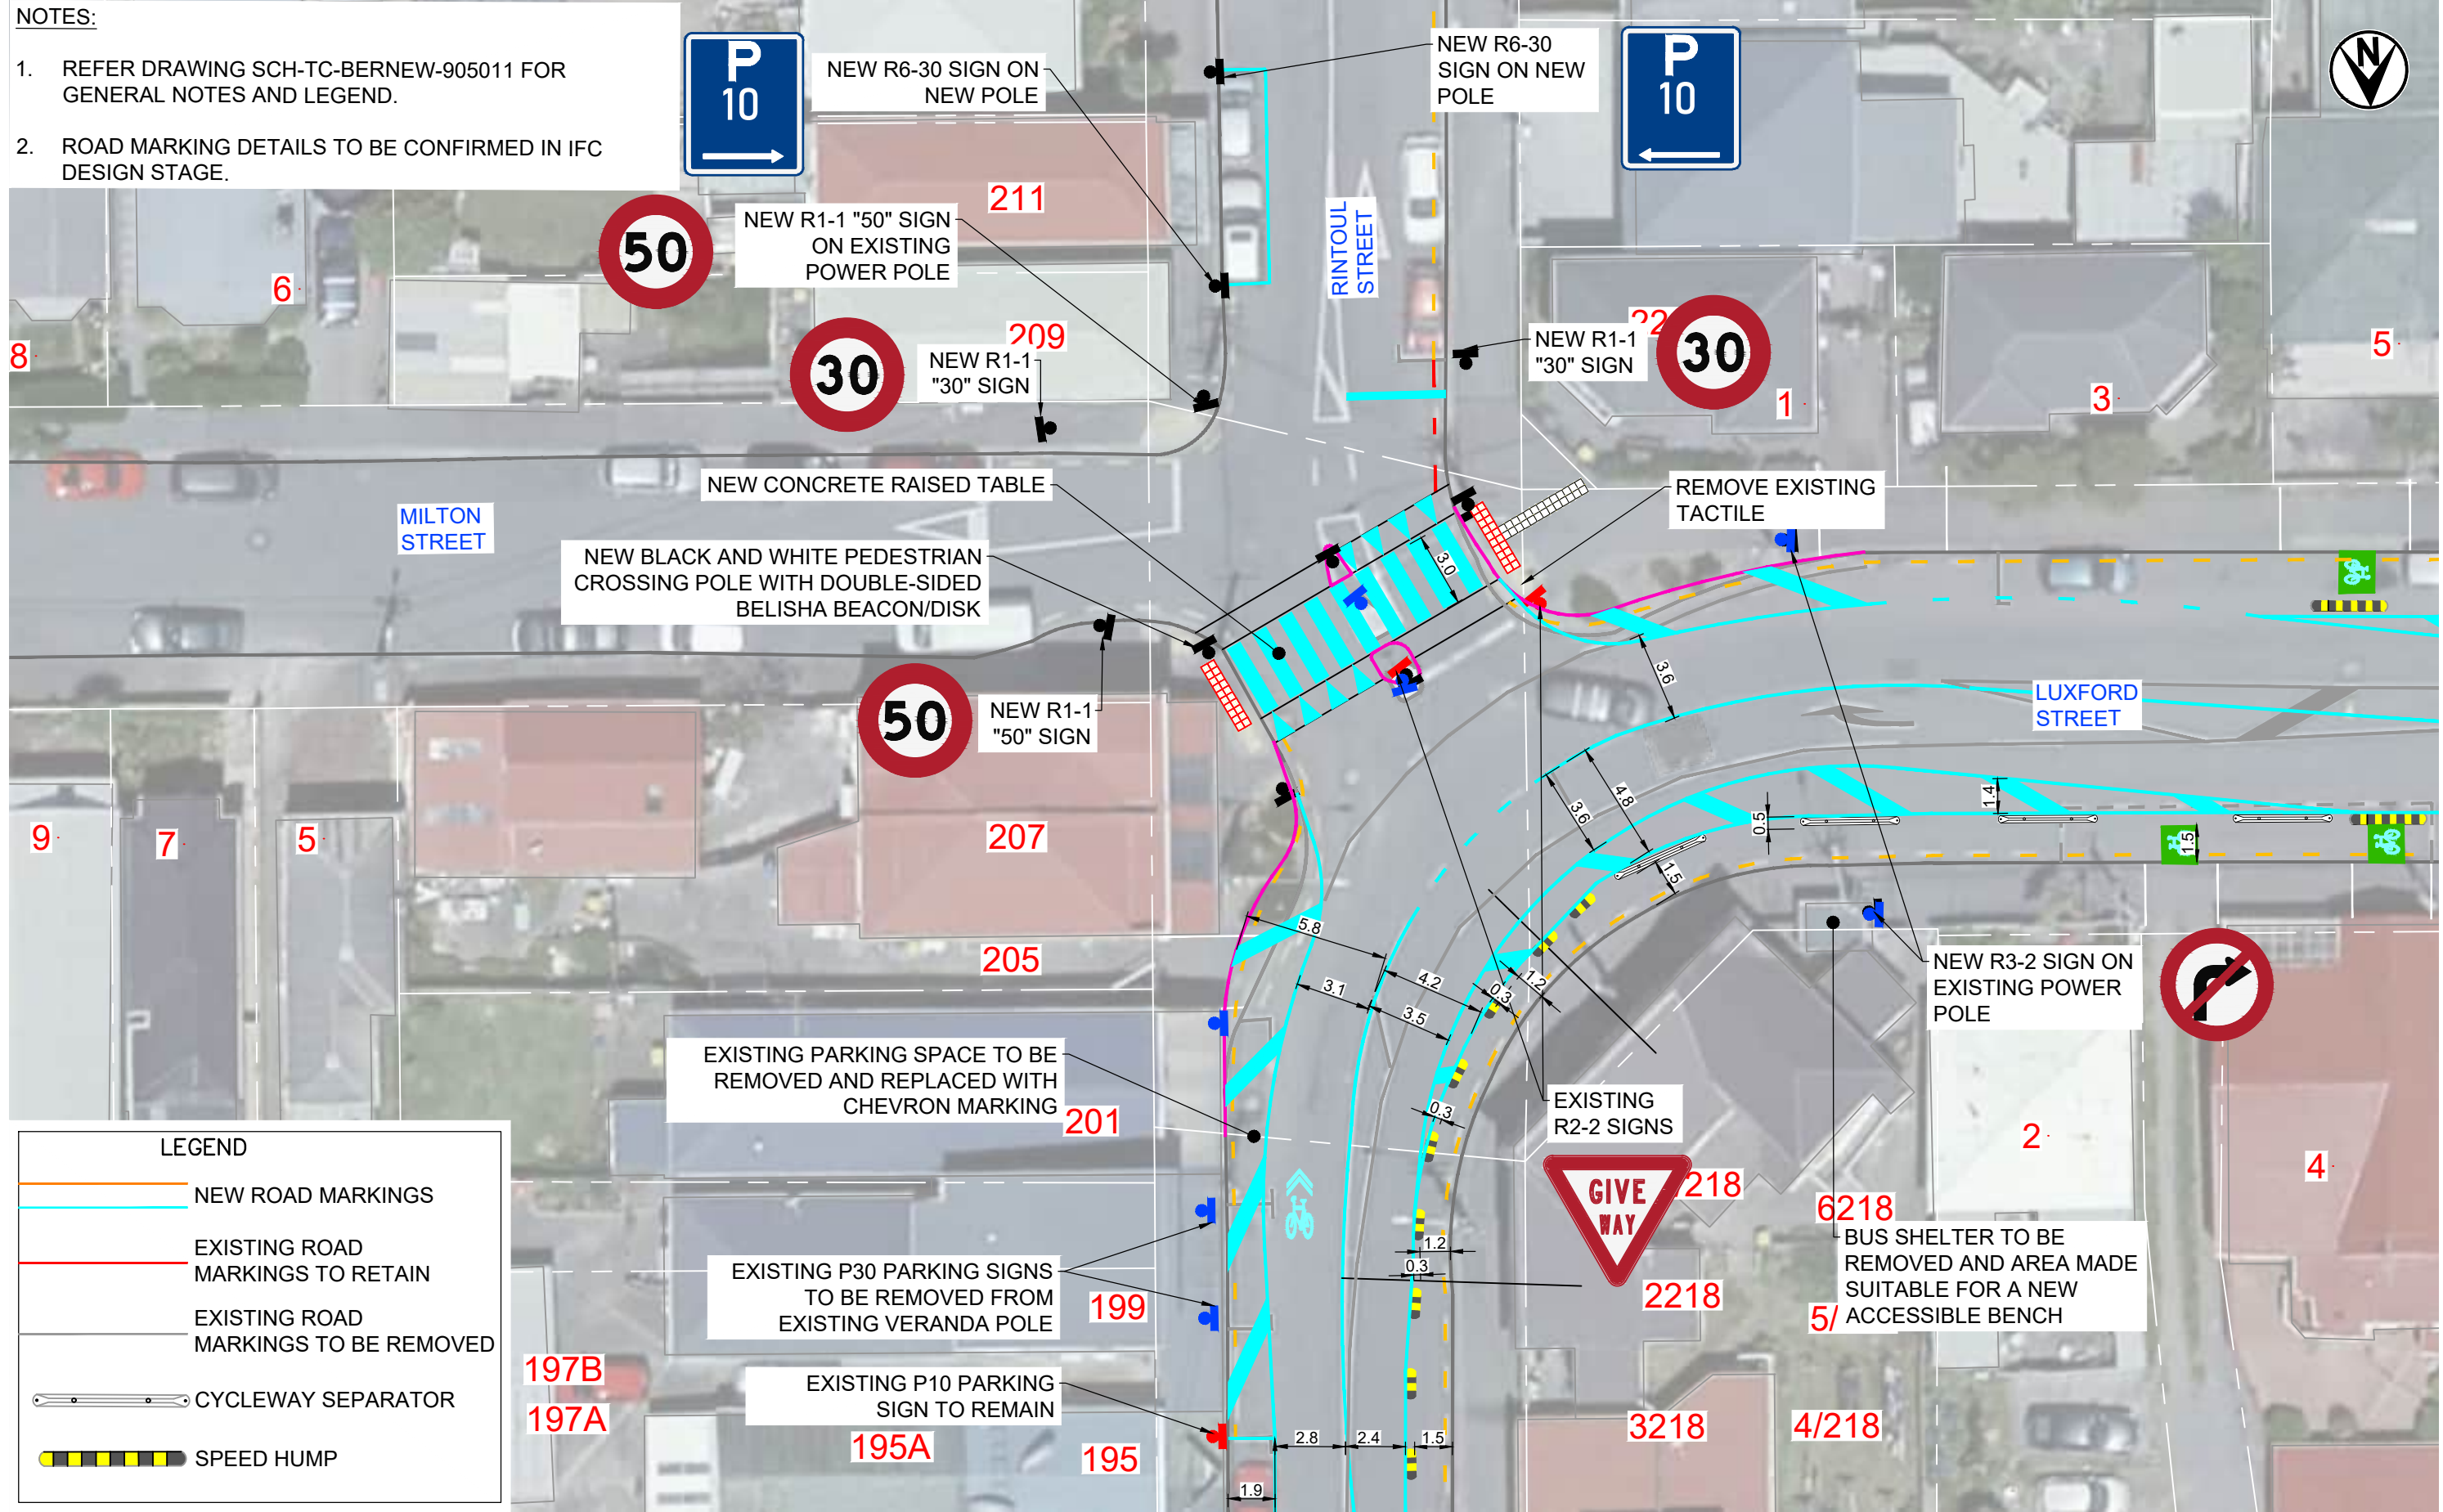 NOTES:
1. REFER DRAWING SCH-TC-BERNEW-905011 FOR
GENERAL NOTES AND LEGEND.
2. ROAD MARKING DETAILS TO BE CONFIRMED IN IFC
DESIGN STAGE.
P
10
NEW R6-30 SIGN ON
NEW POLE
NEW R6-30
SIGN ON NEW
POLE
P
10
N
211
50
NEW R1-1 "50" SIGN
ON EXISTING
POWER POLE
RINTOUL
STREET
6
8
209
30
NEW R1-1
"30" SIGN
NEW R1-1
"30" SIGN
22
30
1
3
5
MILTON
STREET
NEW CONCRETE RAISED TABLE
REMOVE EXISTING
TACTILE
NEW BLACK AND WHITE PEDESTRIAN
CROSSING POLE WITH DOUBLE-SIDED
BELISHA BEACON/DISK
3.0
3.6
LUXFORD
STREET
50
NEW R1-1
"50" SIGN
4.8
3.6
0.5
1.4
1.5
1.5
9
7
5
207
205
5.8
3.1
4.2
3.5
0.3
1.2
NEW R3-2 SIGN ON
EXISTING POWER
POLE
EXISTING PARKING SPACE TO BE
REMOVED AND REPLACED WITH
CHEVRON MARKING
201
0.3
EXISTING
R2-2 SIGNS
2
4
GIVE
WAY
218
6218
BUS SHELTER TO BE
REMOVED AND AREA MADE
SUITABLE FOR A NEW
ACCESSIBLE BENCH
5/
2218
1.2
0.3
EXISTING P30 PARKING SIGNS
TO BE REMOVED FROM
EXISTING VERANDA POLE
199
197B
197A
EXISTING P10 PARKING
SIGN TO REMAIN
195A
195
3218
4/218
2.8
2.4
1.5
1.9
LEGEND
NEW ROAD MARKINGS
EXISTING ROAD
MARKINGS TO RETAIN
EXISTING ROAD
MARKINGS TO BE REMOVED
CYCLEWAY SEPARATOR
SPEED HUMP